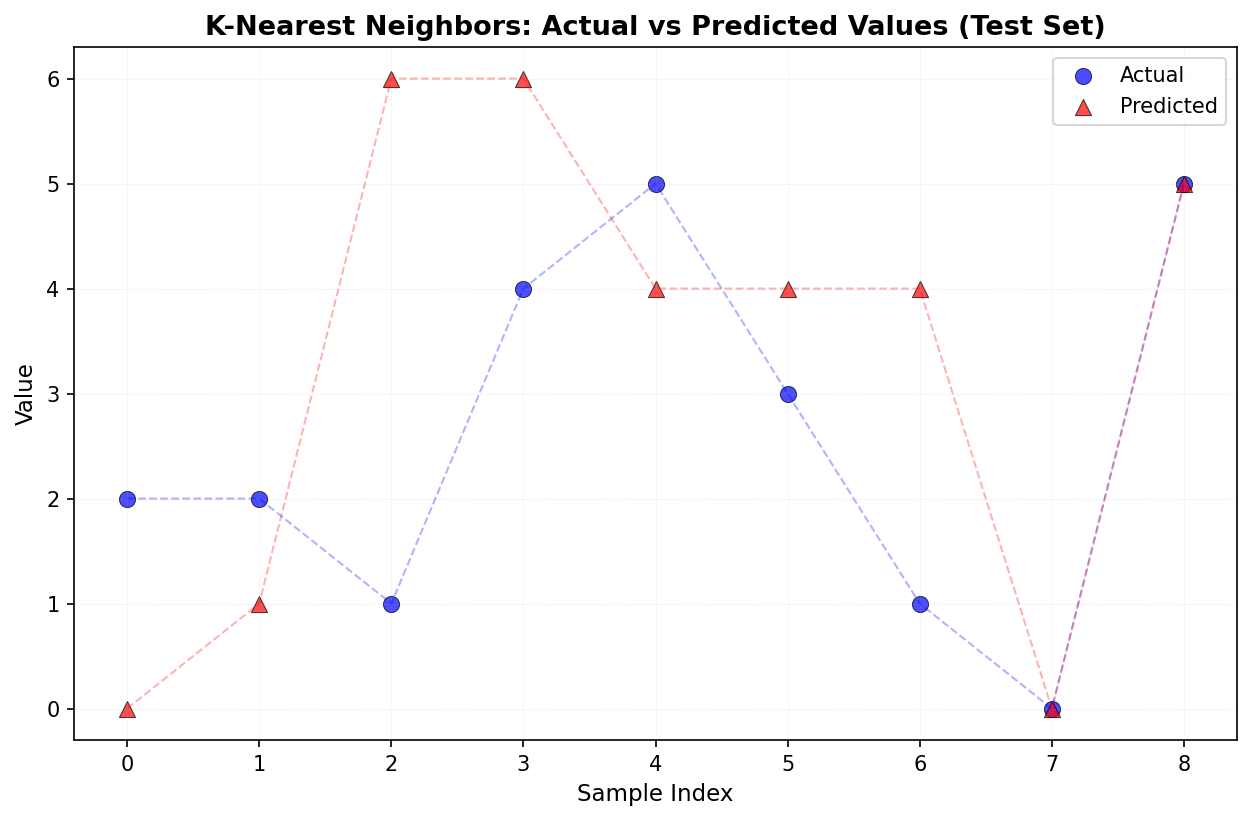 K-Nearest Neighbors: Actual vs Predicted Values (Test Set)
Actual
Predicted
Value
6
5
4
3
2
1
0
0 1 2 3 4 5 6 7 8
Sample Index